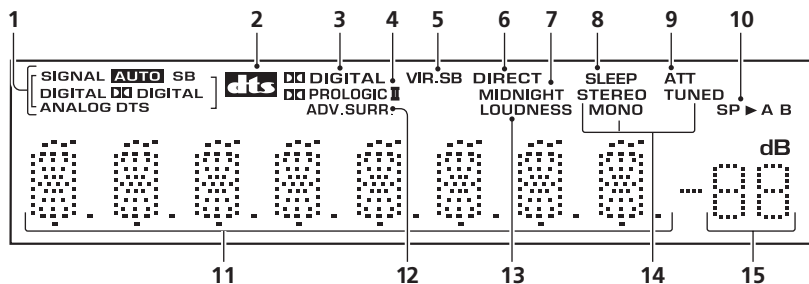 1 2 3 4 5 6 7 8 9 10
SIGNAL AUTO SB dts DD DIGITAL VIR.SB DIRECT SLEEP ATT
DIGITAL DD DIGITAL DD PROLOGIC II MIDNIGHT STEREO TUNED
ANALOG DTS ADV.SURR. LOUDNESS MONO SP ► A B
dB
11 12 13 14 15